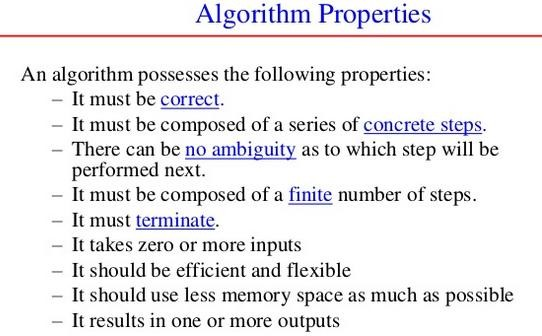 Algorithm Properties
An algorithm possesses the following properties:
– It must be correct.
– It must be composed of a series of concrete steps.
– There can be no ambiguity as to which step will be
performed next.
– It must be composed of a finite number of steps.
– It must terminate.
– It takes zero or more inputs
– It should be efficient and flexible
– It should use less memory space as much as possible
– It results in one or more outputs